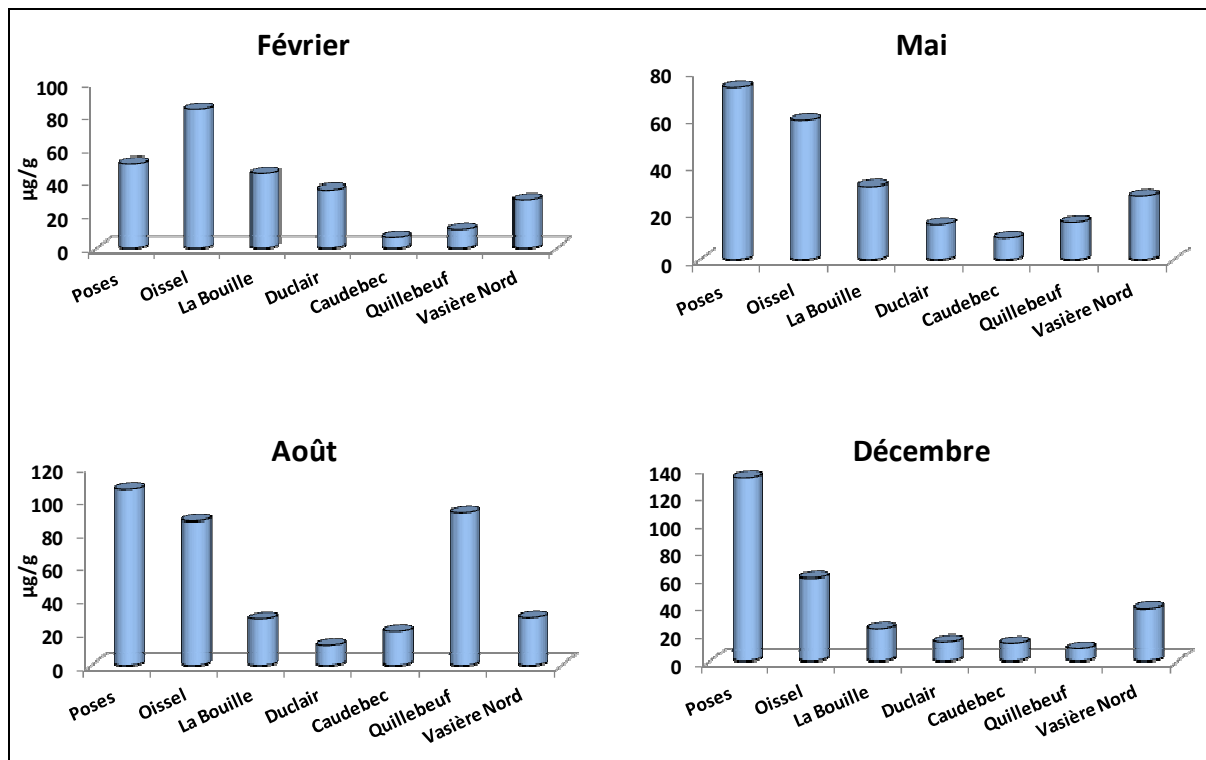 Février
100
80
60
40
20
0
µg/g
Poses
Oissel
La Bouille
Duclair
Caudebec
Quillebeuf
Vasière Nord
Mai
80
60
40
20
0
Poses
Oissel
La Bouille
Duclair
Caudebec
Quillebeuf
Vasière Nord
Août
120
100
80
60
40
20
0
µg/g
Poses
Oissel
La Bouille
Duclair
Caudebec
Quillebeuf
Vasière Nord
Décembre
140
120
100
80
60
40
20
0
Poses
Oissel
La Bouille
Duclair
Caudebec
Quillebeuf
Vasière Nord